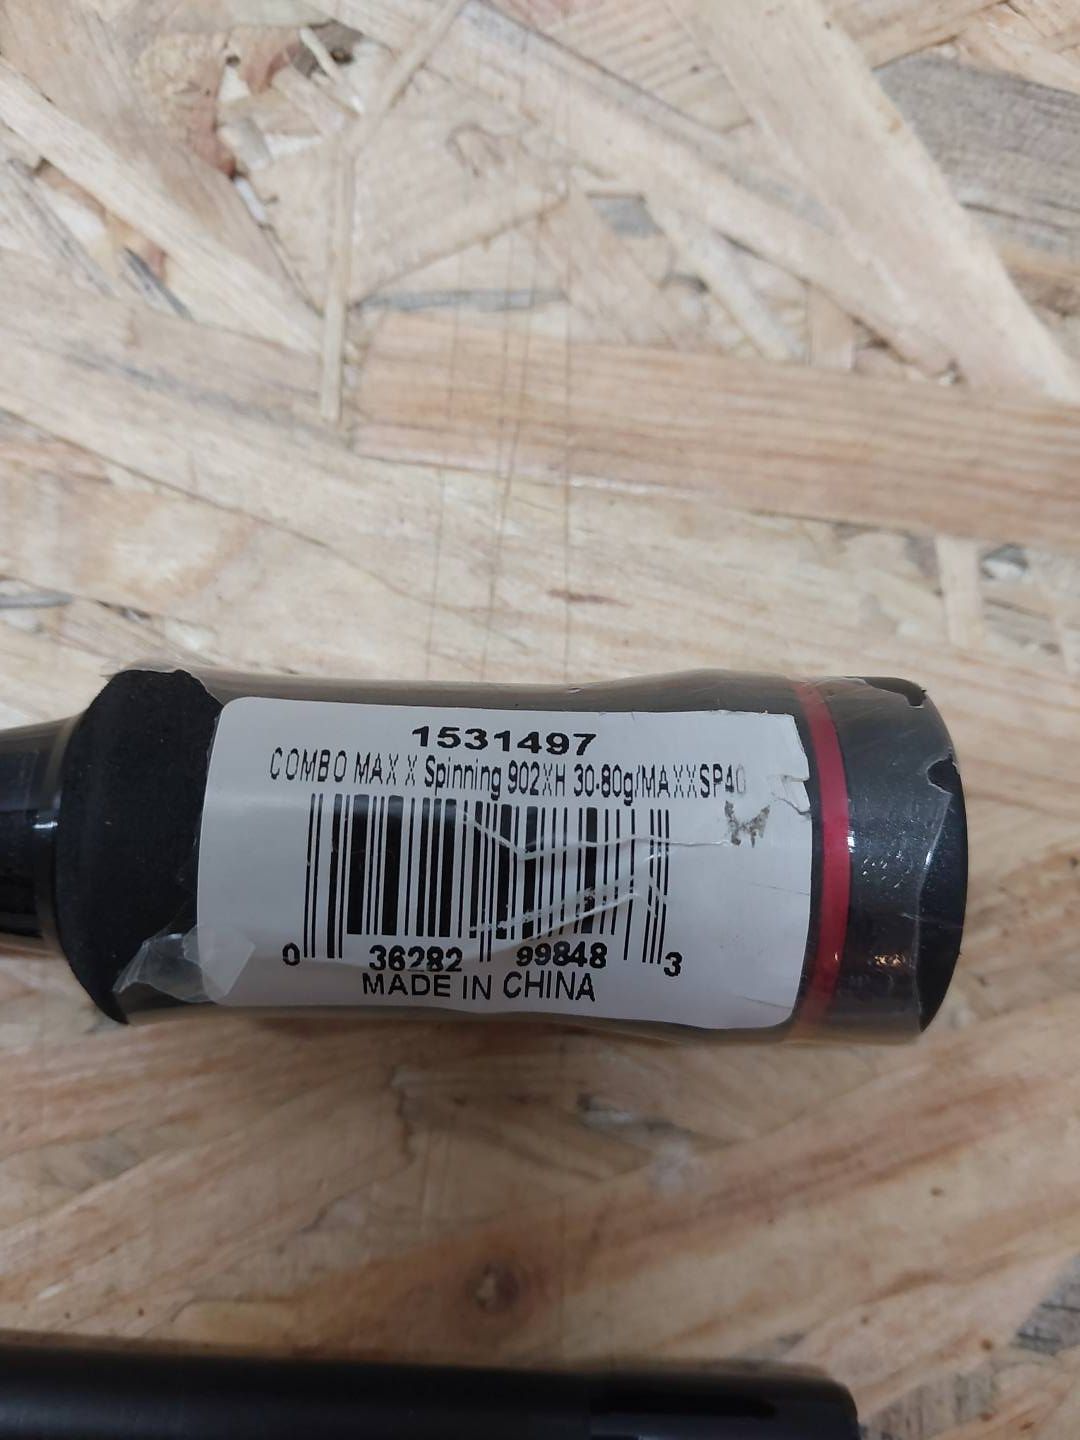 1531497
COMBO MAX X Spinning 902XH 30-80g/MAXXSP40
0 36282 99848 3
MADE IN CHINA